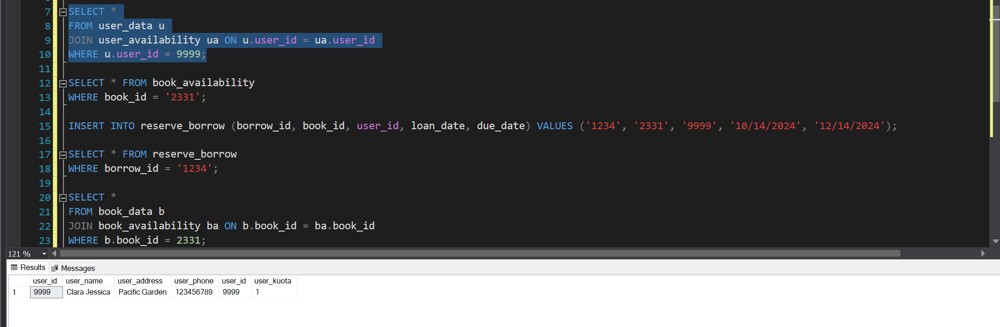 7 SELECT *
8 FROM user_data u
9 JOIN user_availability ua ON u.user_id = ua.user_id
10 WHERE u.user_id = 9999;
11
12 SELECT * FROM book_availability
13 WHERE book_id = '2331';
14
15 INSERT INTO reserve_borrow (borrow_id, book_id, user_id, loan_date, due_date) VALUES ('1234', '2331', '9999', '10/14/2024', '12/14/2024');
16
17 SELECT * FROM reserve_borrow
18 WHERE borrow_id = '1234';
19
20 SELECT *
21 FROM book_data b
22 JOIN book_availability ba ON b.book_id = ba.book_id
23 WHERE b.book_id = 2331;
121 %
Results Messages
user_id user_name user_address user_phone user_id user_kuota
1 9999 Clara Jessica Pacific Garden 123456789 9999 1